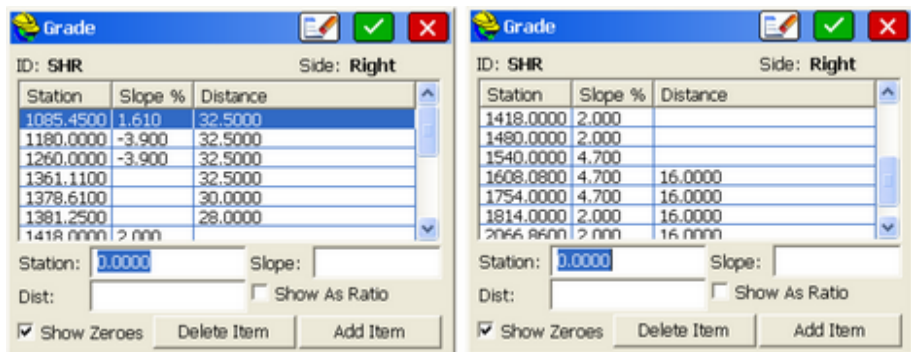 Grade
ID: SHR Side: Right
Station Slope % Distance
1085.4500 1.610 32.5000
1180.0000 -3.900 32.5000
1260.0000 -3.900 32.5000
1361.1100 32.5000
1378.6100 30.0000
1381.2500 28.0000
1418.0000 2.000
Station: 0.0000 Slope:
Dist: Show As Ratio
Show Zeroes Delete Item Add Item
Grade
ID: SHR Side: Right
Station Slope % Distance
1418.0000 2.000
1480.0000 2.000
1540.0000 4.700
1608.0800 4.700 16.0000
1754.0000 4.700 16.0000
1814.0000 2.000 16.0000
2066.8600 2.000 16.0000
Station: 0.0000 Slope:
Dist: Show As Ratio
Show Zeroes Delete Item Add Item